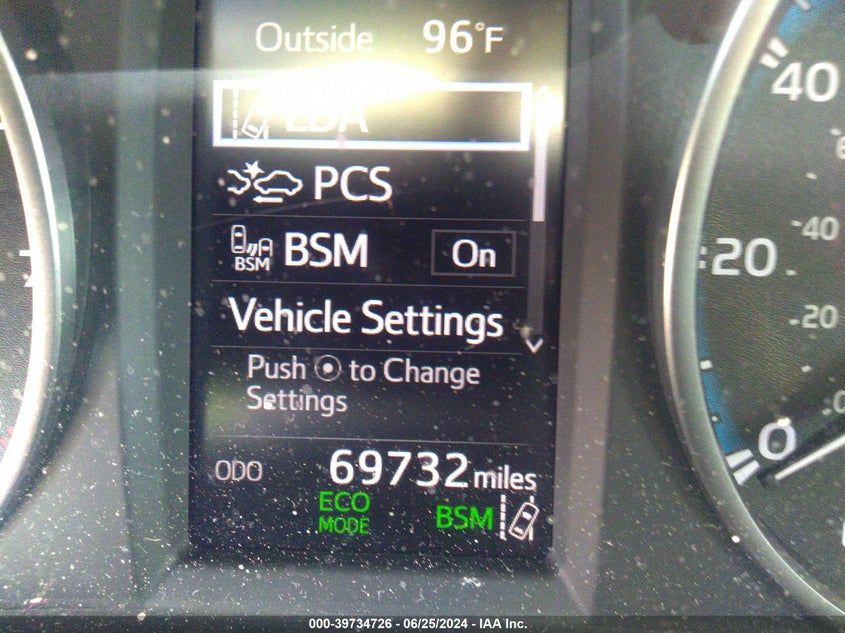 Outside 96°F
LDA
PCS
BSM
BSM On
Vehicle Settings
Push to Change
Settings
ODO 69732 miles
ECO
MODE
BSM
40
20
0
40
20
000-39734726 - 06/25/2024 - IAA Inc.